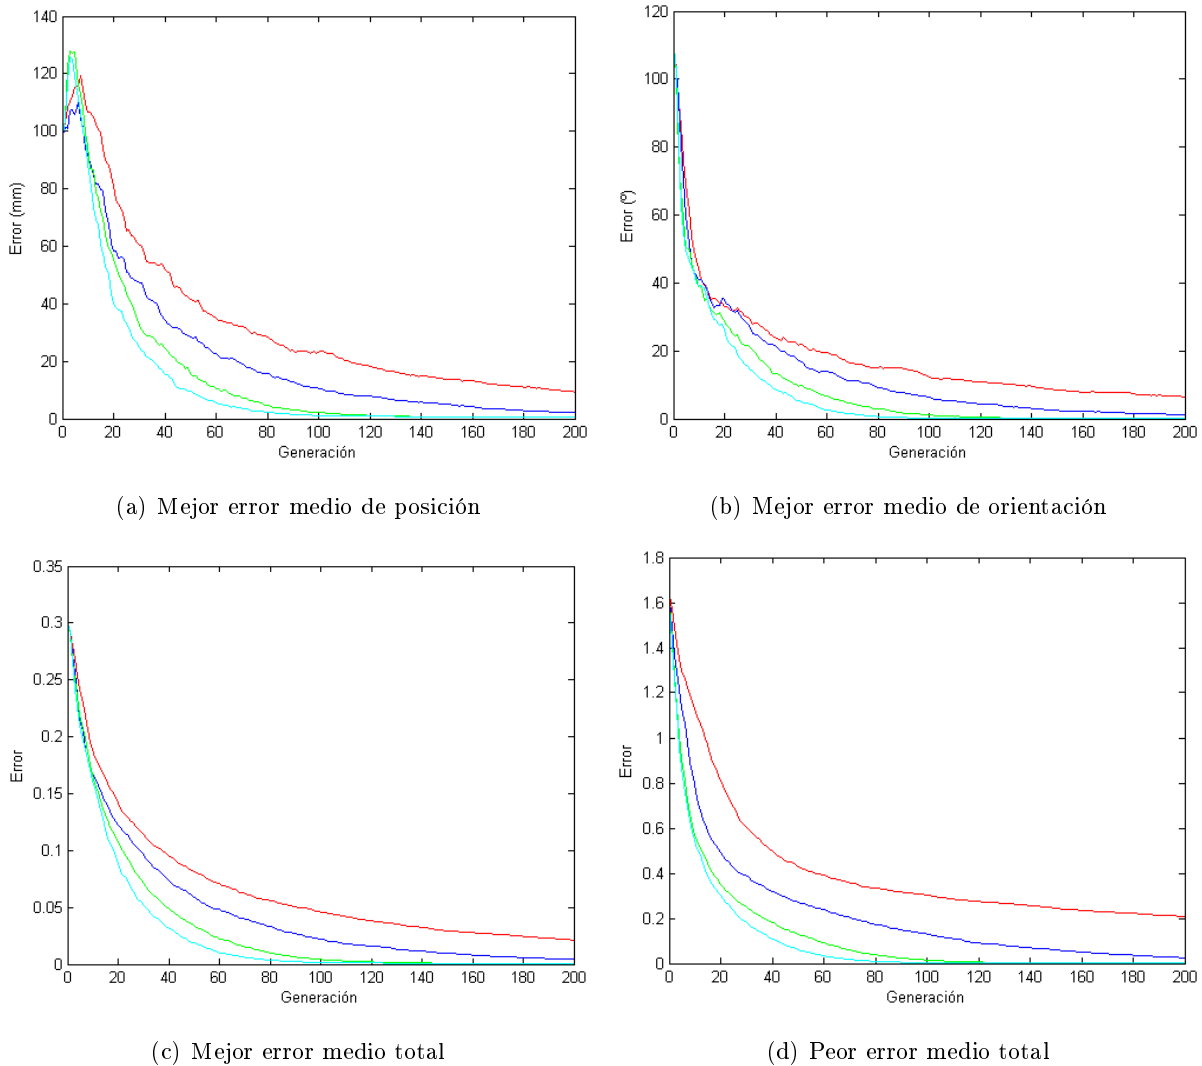 140
120
100
80
60
40
20
0
Error (mm)
0 20 40 60 80 100 120 140 160 180 200
Generación
(a) Mejor error medio de posición
120
100
80
60
40
20
0
Error (º)
0 20 40 60 80 100 120 140 160 180 200
Generación
(b) Mejor error medio de orientación
0.35
0.3
0.25
0.2
0.15
0.1
0.05
0
Error
0 20 40 60 80 100 120 140 160 180 200
Generación
(c) Mejor error medio total
1.8
1.6
1.4
1.2
1
0.8
0.6
0.4
0.2
0
Error
0 20 40 60 80 100 120 140 160 180 200
Generación
(d) Peor error medio total